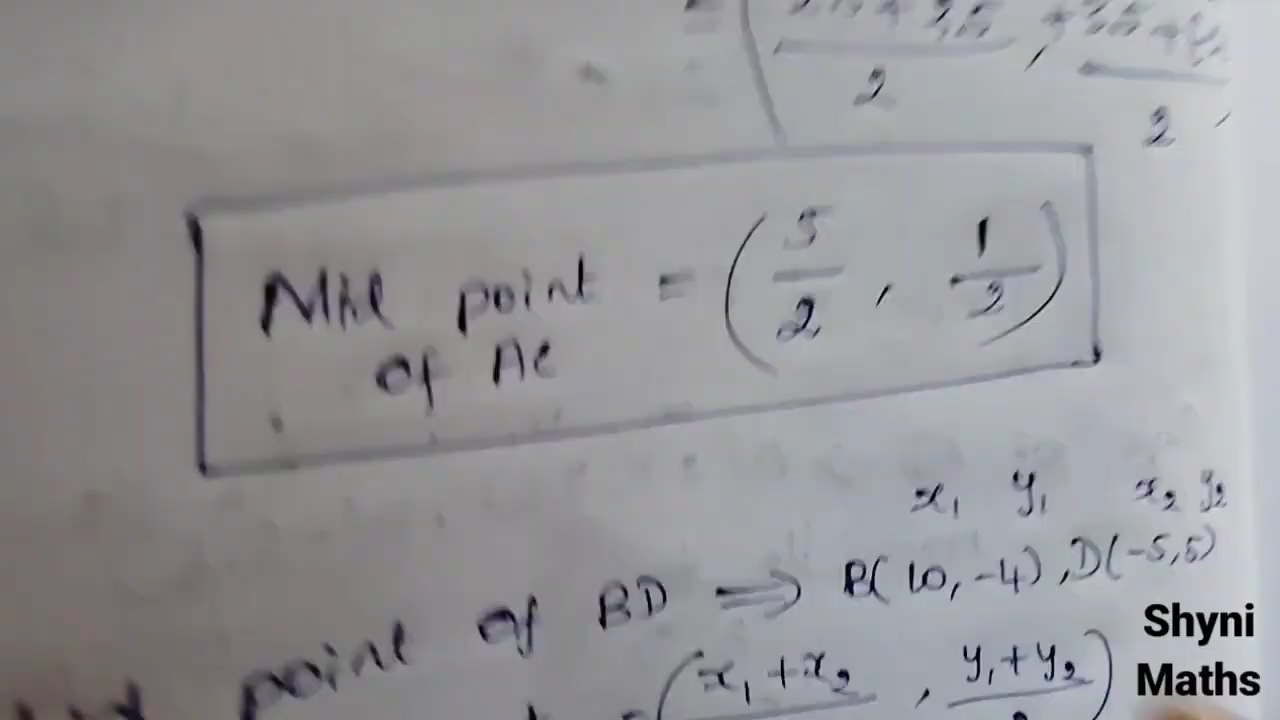 2 , 2
Mid point = (5/2, 1/2)
of AC
x₁ y₁ x₂ y₂
point of BD ⟹ B(10, -4), D(-5, 5)
= (x₁+x₂ , y₁+y₂)
Shyni
Maths